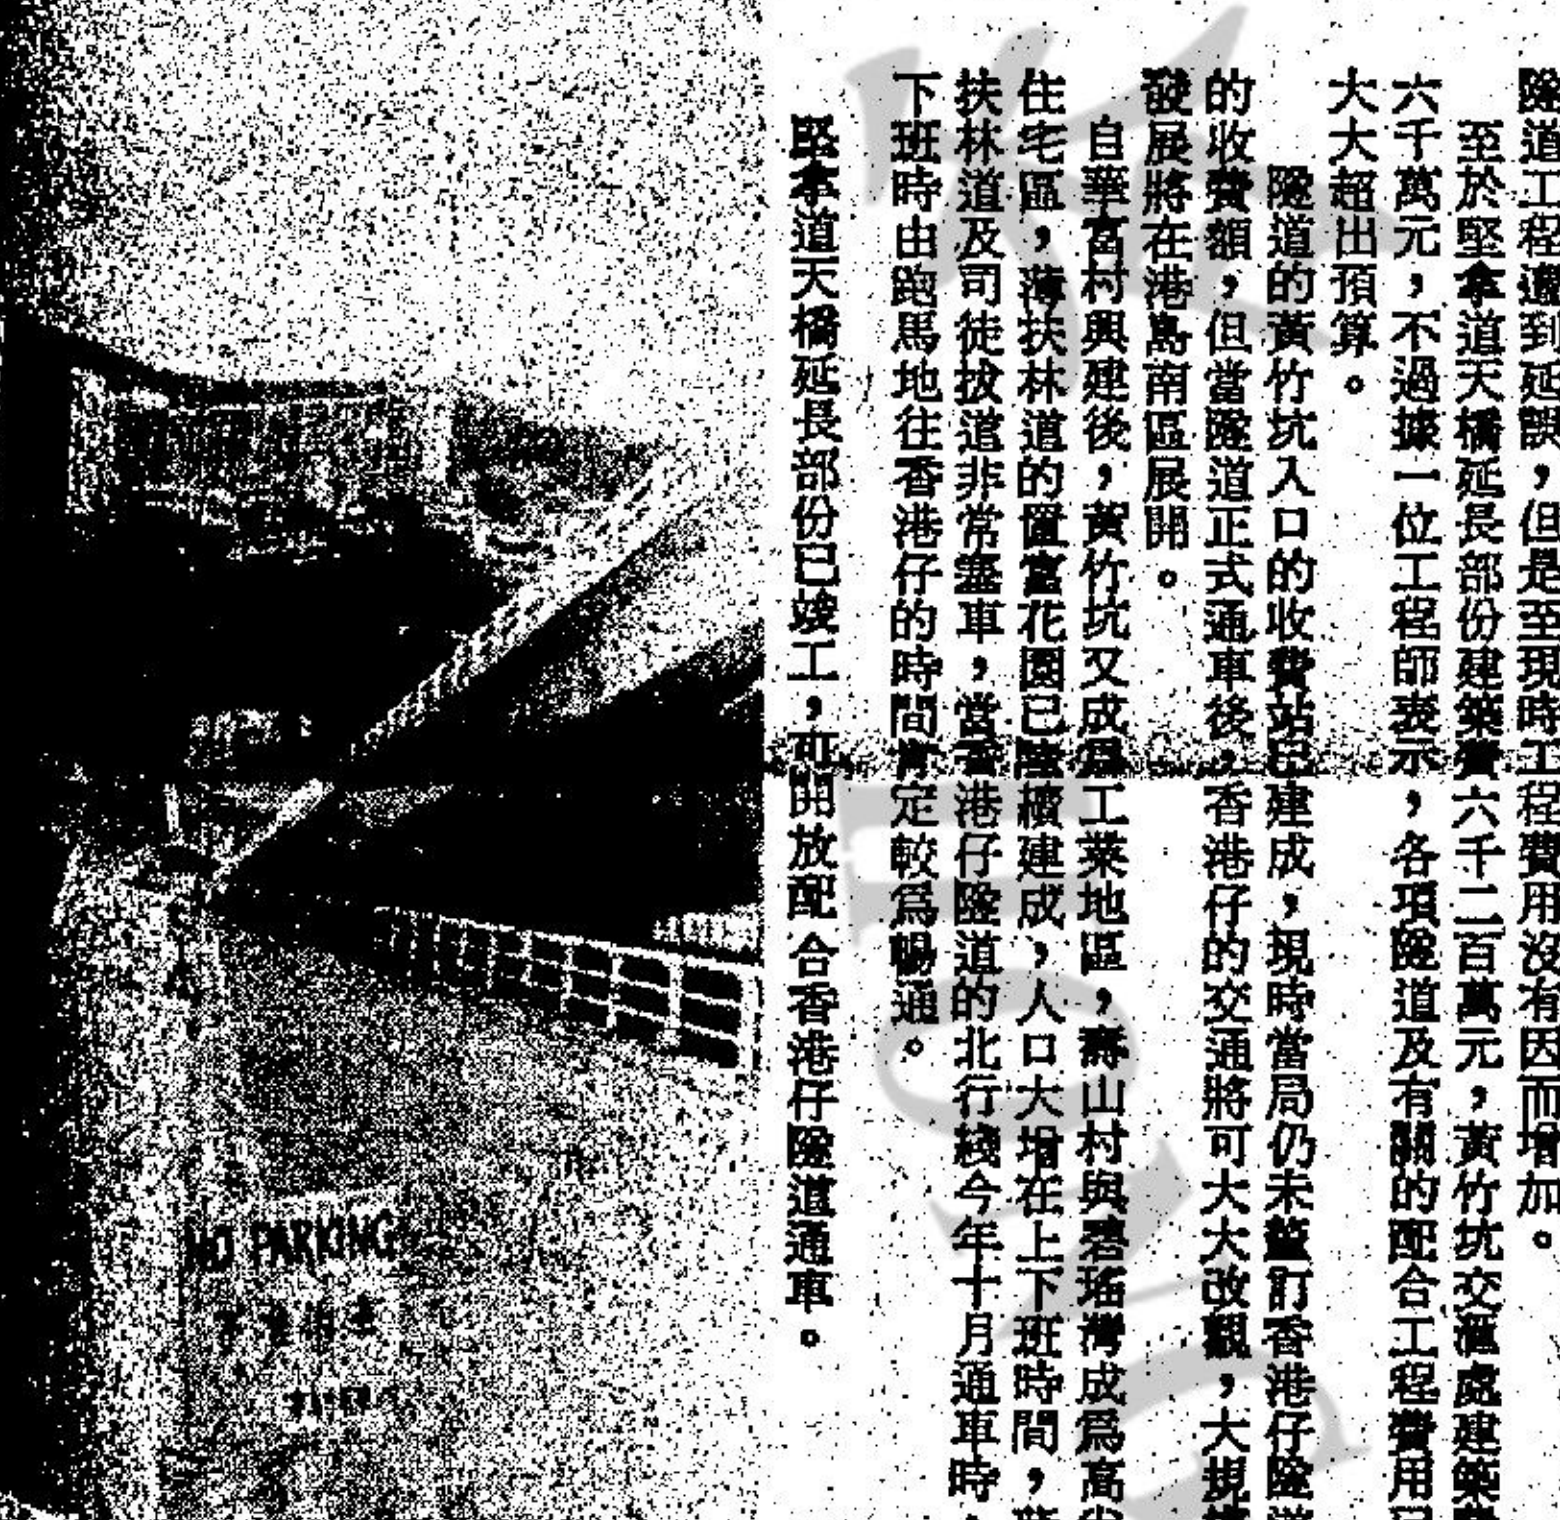 隧道工程遭到延誤，但是至現時工程費用沒有因而增加。
至於堅拿道天橋延長部份建築費六千二百萬元，黃竹坑交滙處建築
六千萬元，不過據一位工程師表示，各項隧道及有關的配合工程費用已
大大超出預算。
隧道的黃竹坑入口的收費站已建成，現時當局仍未釐訂香港仔隧道
的收費額，但當隧道正式通車後，香港仔的交通將可大大改觀，大規模
發展將在港島南區展開。
自華富村興建後，黃竹坑又成爲工業地區，壽山村與碧瑤灣成爲高尚
住宅區，薄扶林道的置富花園已陸續建成，人口大增在上下班時間，薄
扶林道及司徒拔道非常塞車，當香港仔隧道的北行綫今年十月通車時，
下班時由跑馬地往香港仔的時間肯定較爲暢通。
堅拿道天橋延長部份已竣工，可開放配合香港仔隧道通車。
NO PARKING
HONG